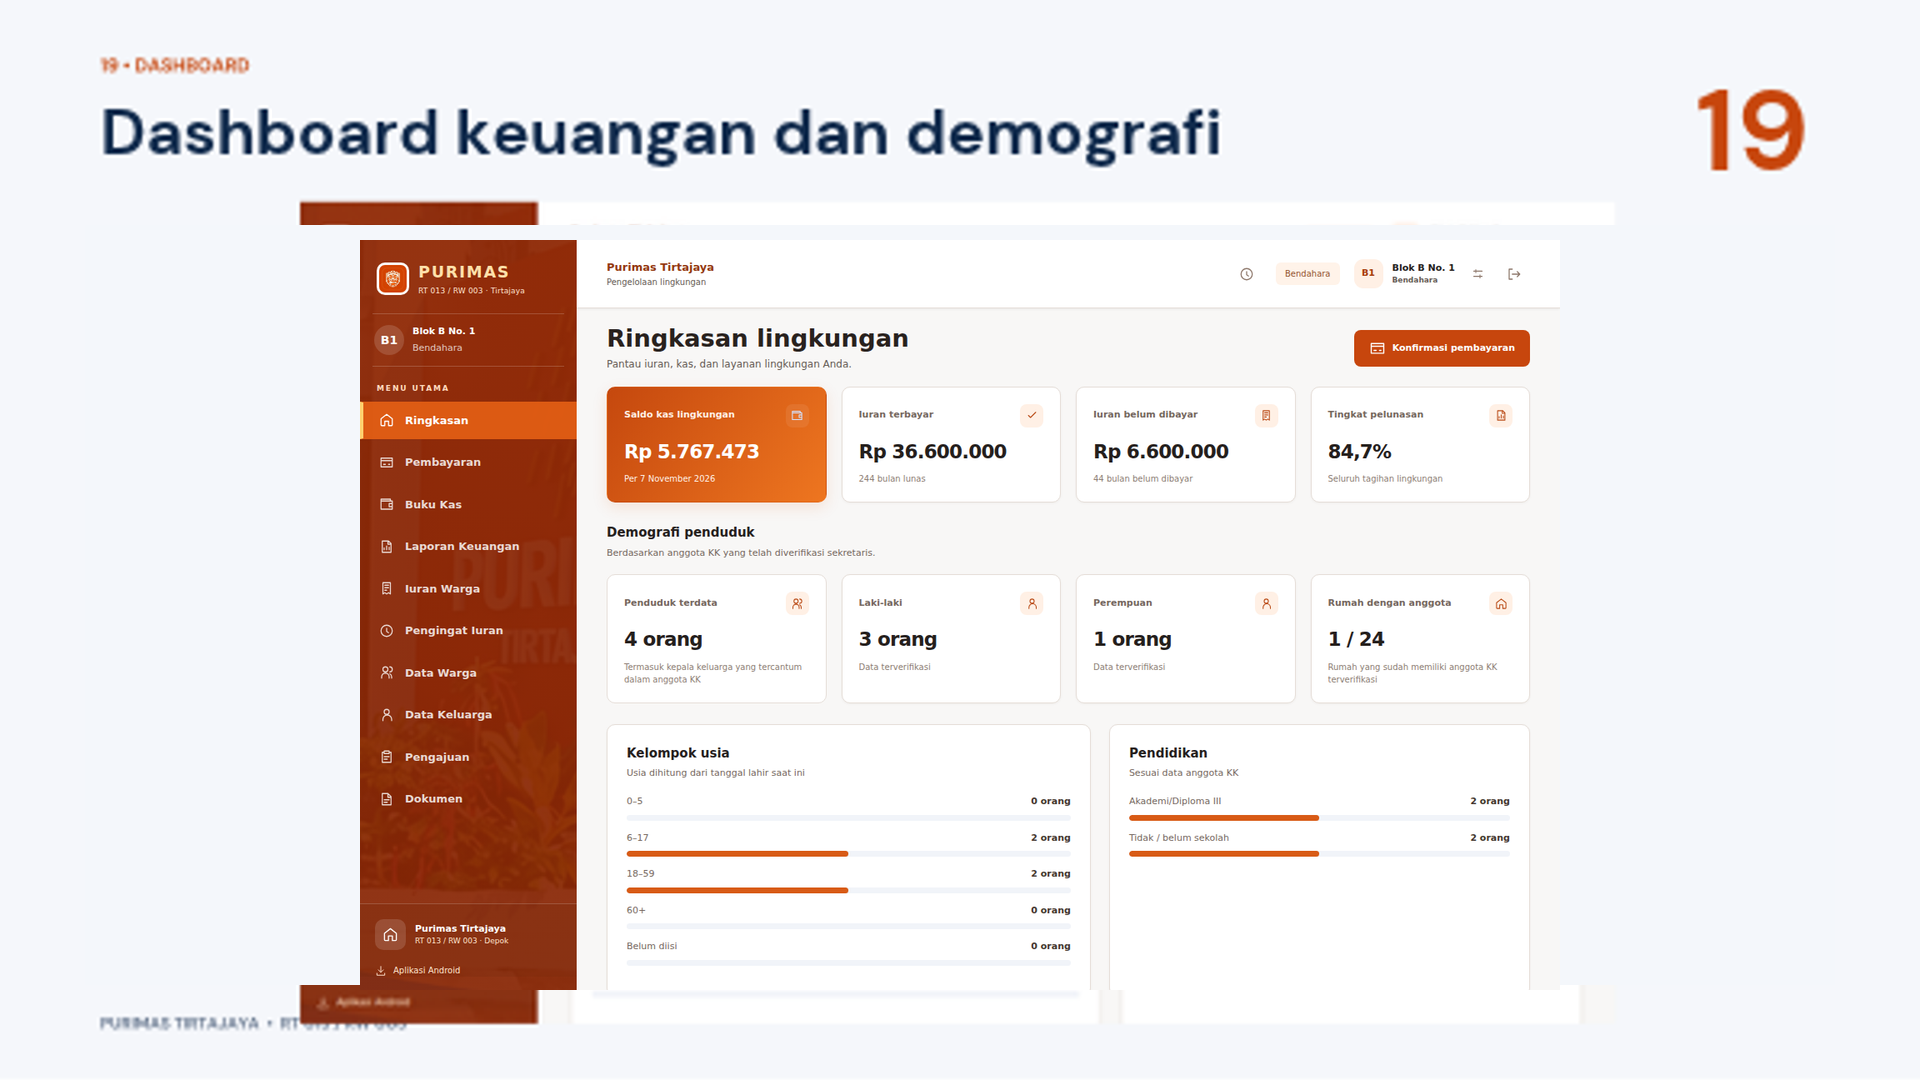 19 • DASHBOARD
Dashboard keuangan dan demografi
19
PURIMAS
RT 013 / RW 003 · Tirtajaya
B1
Blok B No. 1
Bendahara
MENU UTAMA
Ringkasan
Pembayaran
Buku Kas
Laporan Keuangan
Iuran Warga
Pengingat Iuran
Data Warga
Data Keluarga
Pengajuan
Dokumen
Purimas Tirtajaya
RT 013 / RW 003 · Depok
Aplikasi Android
Purimas Tirtajaya
Pengelolaan lingkungan
Bendahara
B1
Blok B No. 1
Bendahara
Ringkasan lingkungan
Pantau iuran, kas, dan layanan lingkungan Anda.
Konfirmasi pembayaran
Saldo kas lingkungan
Rp 5.767.473
Per 7 November 2026
Iuran terbayar
Rp 36.600.000
244 bulan lunas
Iuran belum dibayar
Rp 6.600.000
44 bulan belum dibayar
Tingkat pelunasan
84,7%
Seluruh tagihan lingkungan
Demografi penduduk
Berdasarkan anggota KK yang telah diverifikasi sekretaris.
Penduduk terdata
4 orang
Termasuk kepala keluarga yang tercantum
dalam anggota KK
Laki-laki
3 orang
Data terverifikasi
Perempuan
1 orang
Data terverifikasi
Rumah dengan anggota
1 / 24
Rumah yang sudah memiliki anggota KK
terverifikasi
Kelompok usia
Usia dihitung dari tanggal lahir saat ini
0–5 0 orang
6–17 2 orang
18–59 2 orang
60+ 0 orang
Belum diisi 0 orang
Pendidikan
Sesuai data anggota KK
Akademi/Diploma III 2 orang
Tidak / belum sekolah 2 orang
Aplikasi Android
PURIMAS TIRTAJAYA • RT